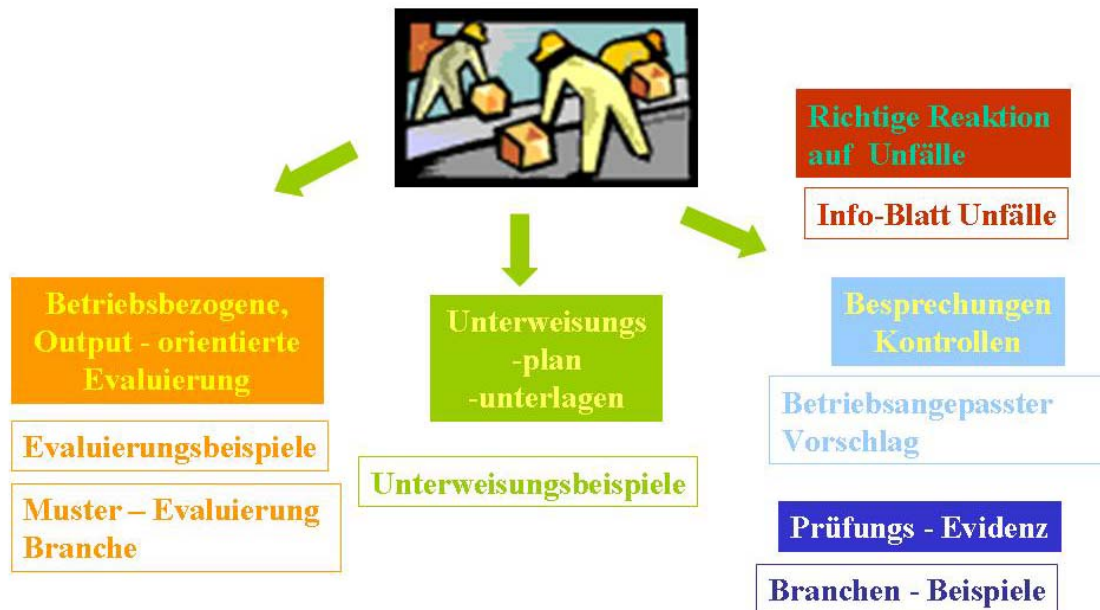 Richtige Reaktion
auf Unfälle
Info-Blatt Unfälle
Betriebsbezogene,
Output - orientierte
Evaluierung
Evaluierungsbeispiele
Muster – Evaluierung
Branche
Unterweisungs
-plan
-unterlagen
Unterweisungsbeispiele
Besprechungen
Kontrollen
Betriebsangepasster
Vorschlag
Prüfungs - Evidenz
Branchen - Beispiele